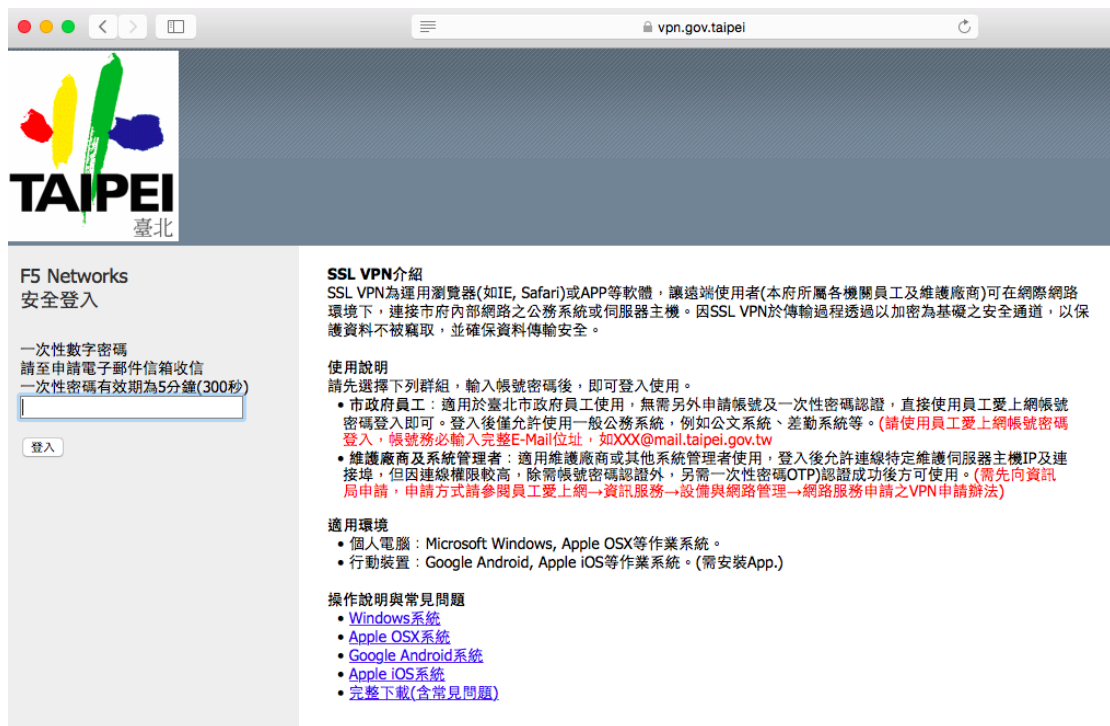 vpn.gov.taipei
TAIPEI
臺北
F5 Networks
安全登入
一次性數字密碼
請至申請電子郵件信箱收信
一次性密碼有效期為5分鐘(300秒)
登入
SSL VPN介紹
SSL VPN為運用瀏覽器(如IE, Safari)或APP等軟體，讓遠端使用者(本府所屬各機關員工及維護廠商)可在網際網路
環境下，連接市府內部網路之公務系統或伺服器主機。因SSL VPN於傳輸過程透過以加密為基礎之安全通道，以保
護資料不被竊取，並確保資料傳輸安全。
使用說明
請先選擇下列群組，輸入帳號密碼後，即可登入使用。
• 市政府員工：適用於臺北市政府員工使用，無需另外申請帳號及一次性密碼認證，直接使用員工愛上網帳號
密碼登入即可。登入後僅允許使用一般公務系統，例如公文系統、差勤系統等。(請使用員工愛上網帳號密碼
登入，帳號務必輸入完整E-Mail位址，如XXX@mail.taipei.gov.tw
• 維護廠商及系統管理者：適用維護廠商或其他系統管理者使用，登入後允許連線特定維護伺服器主機IP及連
接埠，但因連線權限較高，除需帳號密碼認證外，另需一次性密碼OTP)認證成功後方可使用。(需先向資訊
局申請，申請方式請參閱員工愛上網→資訊服務→設備與網路管理→網路服務申請之VPN申請辦法)
適用環境
• 個人電腦：Microsoft Windows, Apple OSX等作業系統。
• 行動裝置：Google Android, Apple iOS等作業系統。(需安裝App.)
操作說明與常見問題
• Windows系統
• Apple OSX系統
• Google Android系統
• Apple iOS系統
• 完整下載(含常見問題)